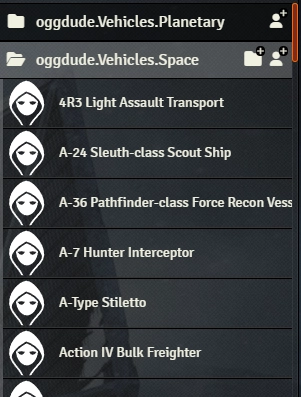 oggdude.Vehicles.Planetary
oggdude.Vehicles.Space
4R3 Light Assault Transport
A-24 Sleuth-class Scout Ship
A-36 Pathfinder-class Force Recon Vess
A-7 Hunter Interceptor
A-Type Stiletto
Action IV Bulk Freighter